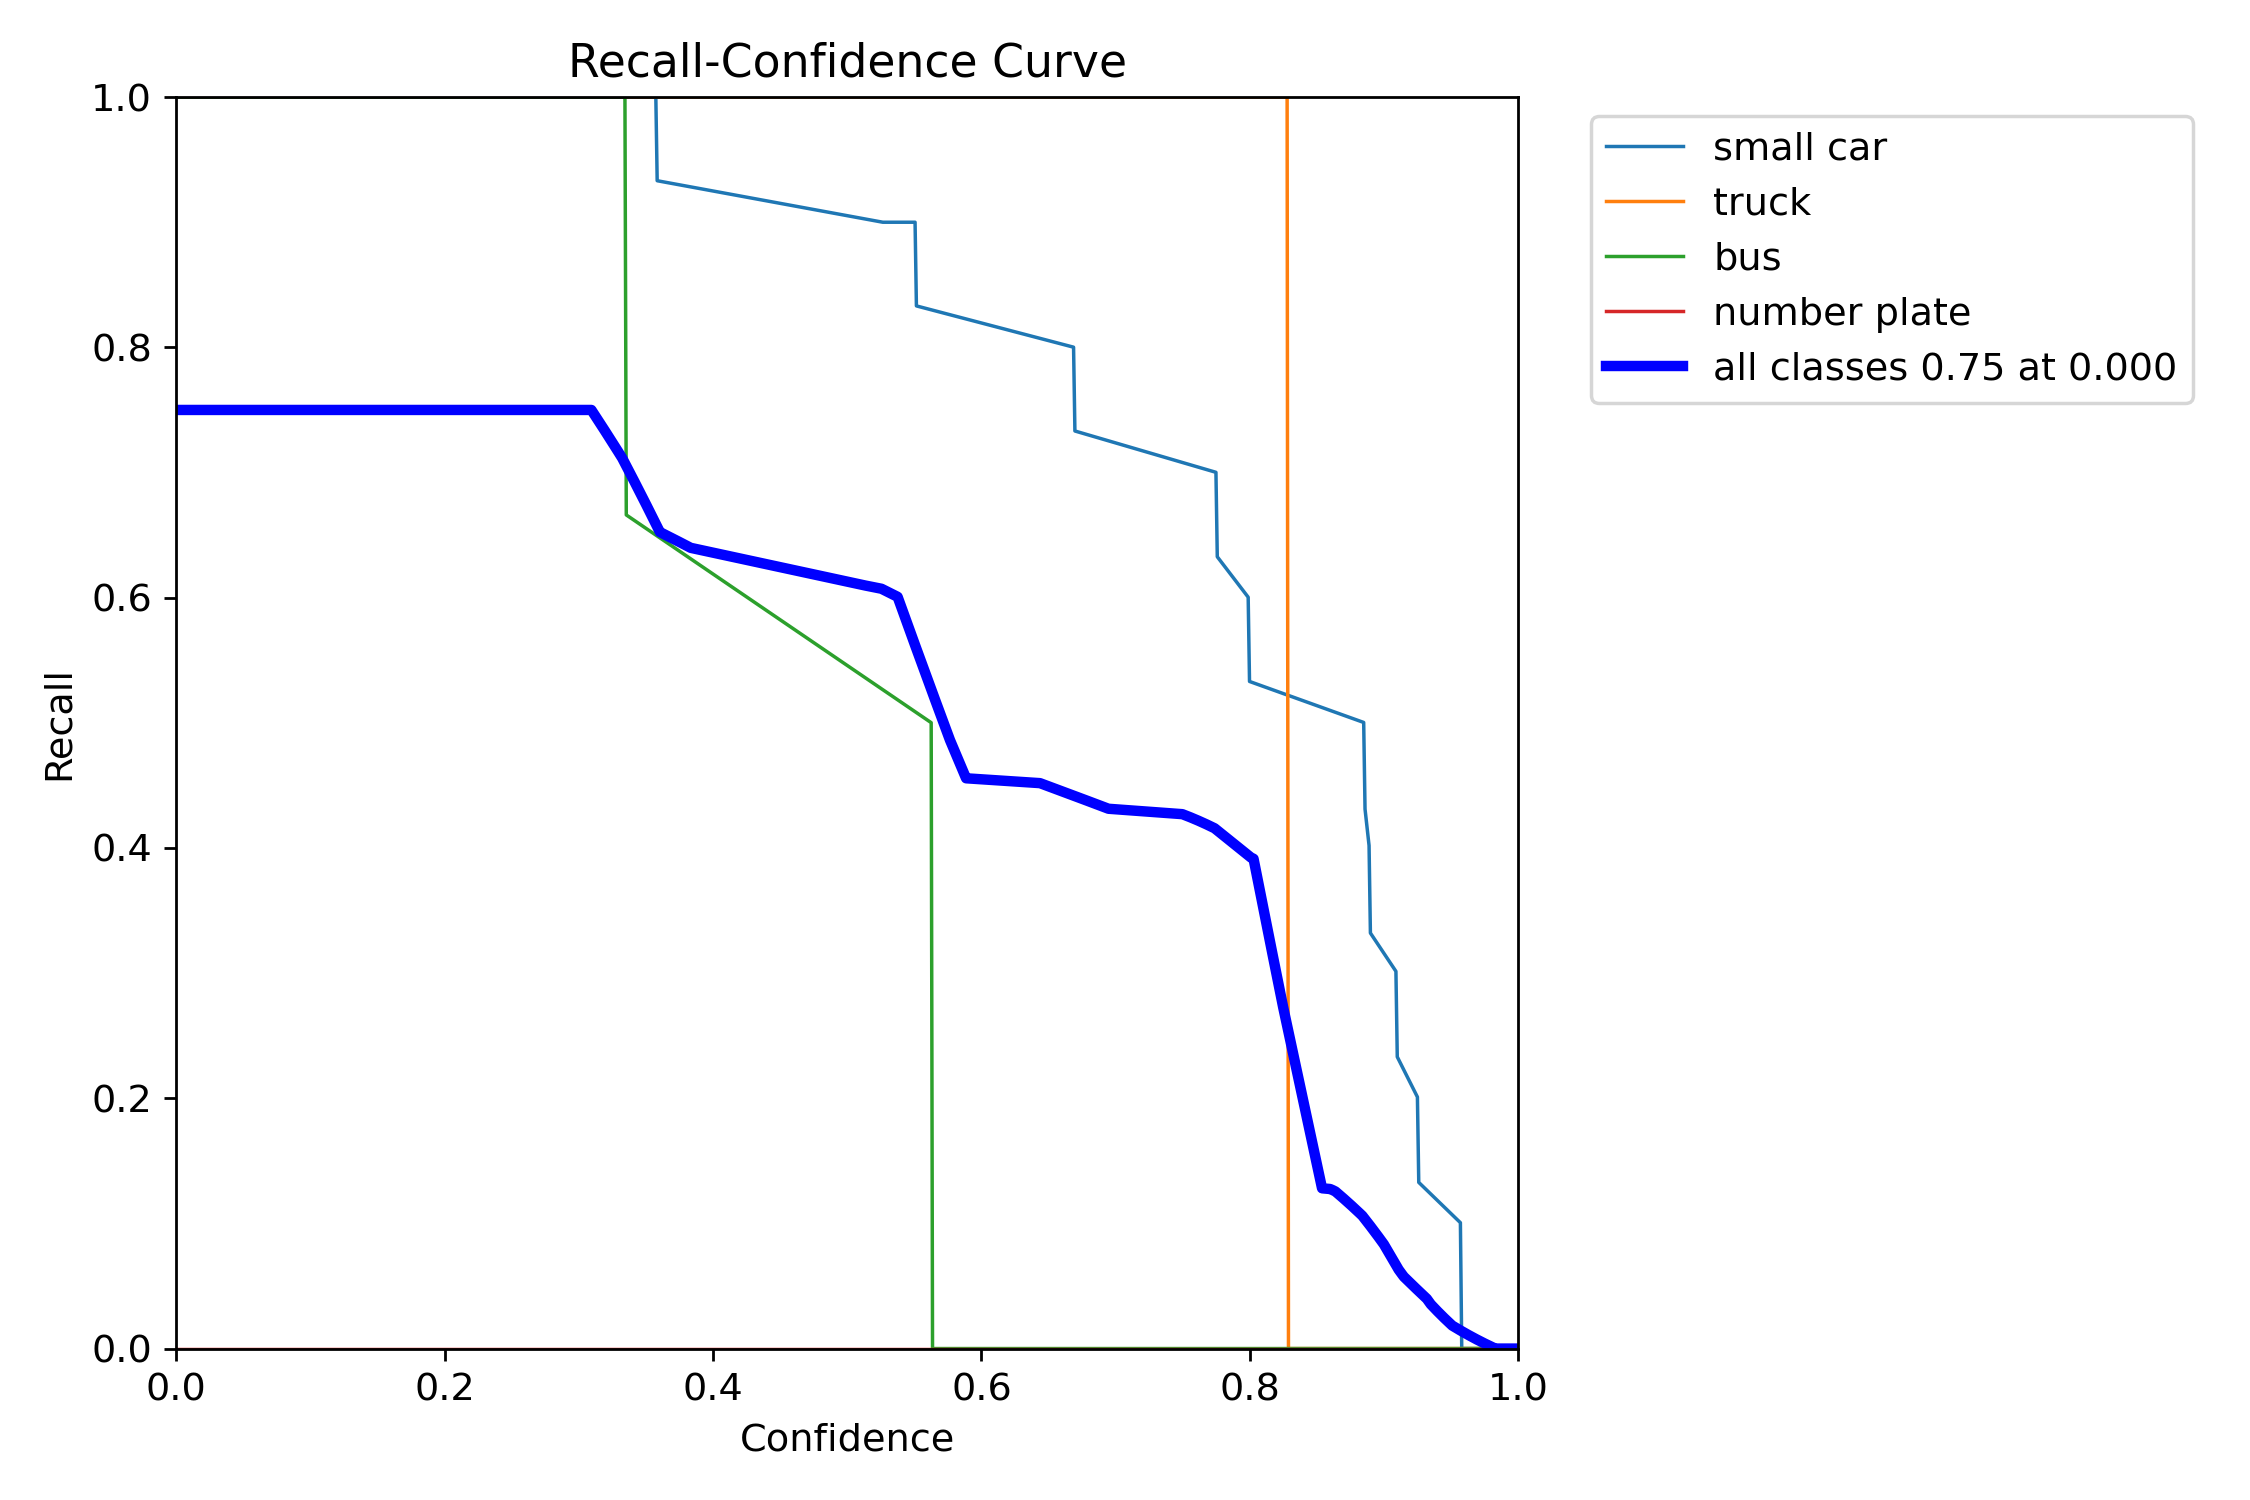 Recall-Confidence Curve
1.0
0.8
0.6
0.4
0.2
0.0
Recall
0.0 0.2 0.4 0.6 0.8 1.0
Confidence
small car
truck
bus
number plate
all classes 0.75 at 0.000